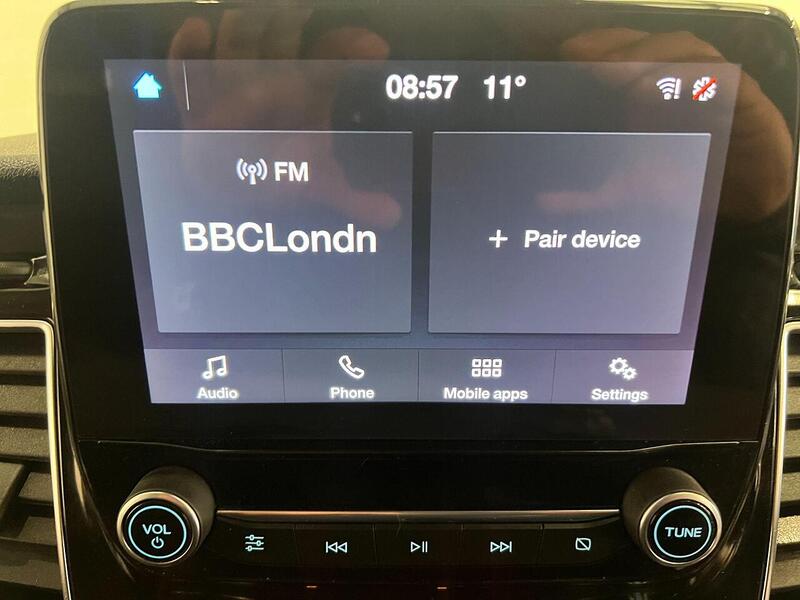 08:57 11°
FM
BBCLondn
+ Pair device
Audio Phone Mobile apps Settings
VOL
TUNE